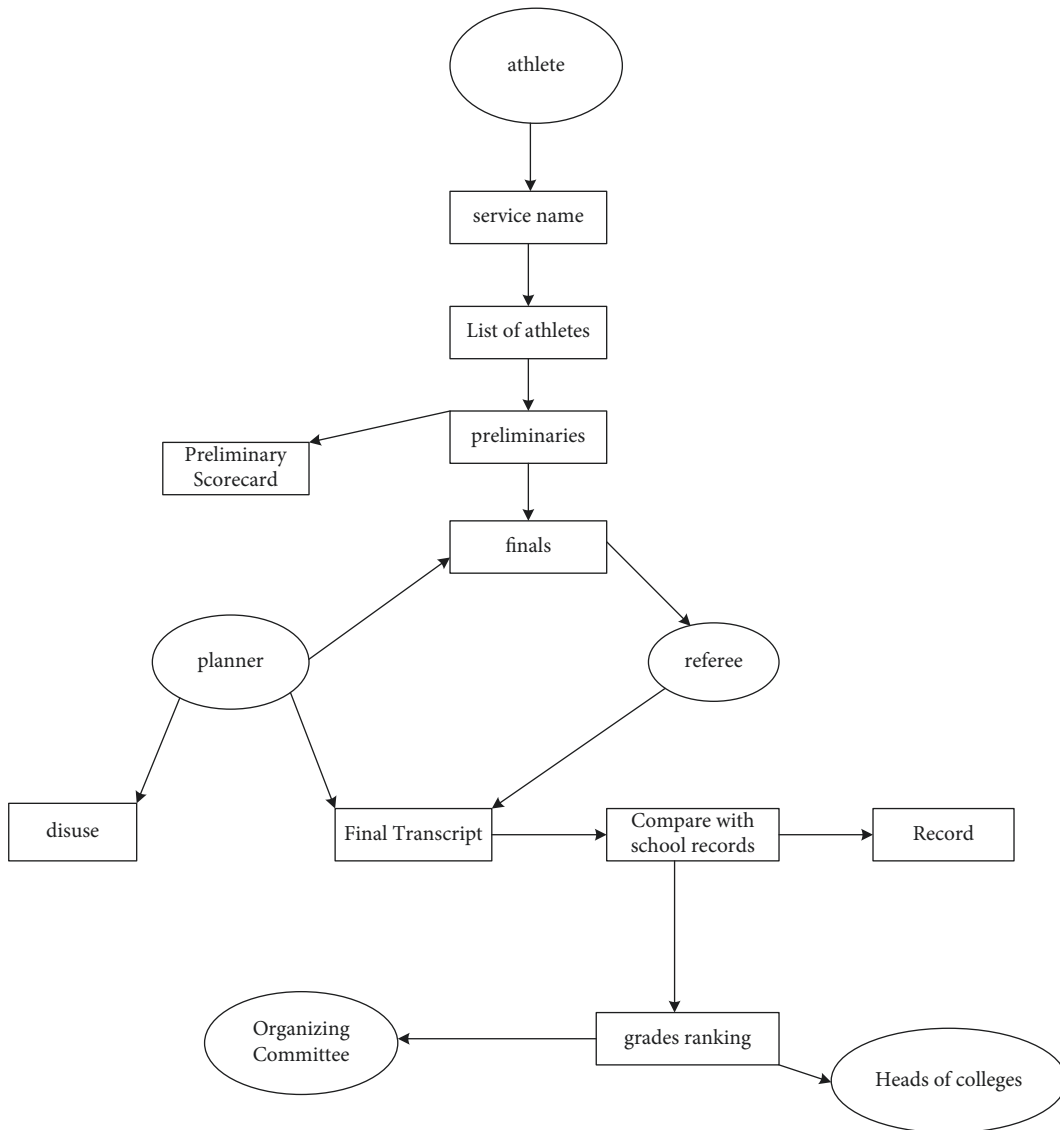 athlete
service name
List of athletes
preliminaries
Preliminary
Scorecard
finals
planner
referee
disuse
Final Transcript
Compare with
school records
Record
Organizing
Committee
grades ranking
Heads of colleges